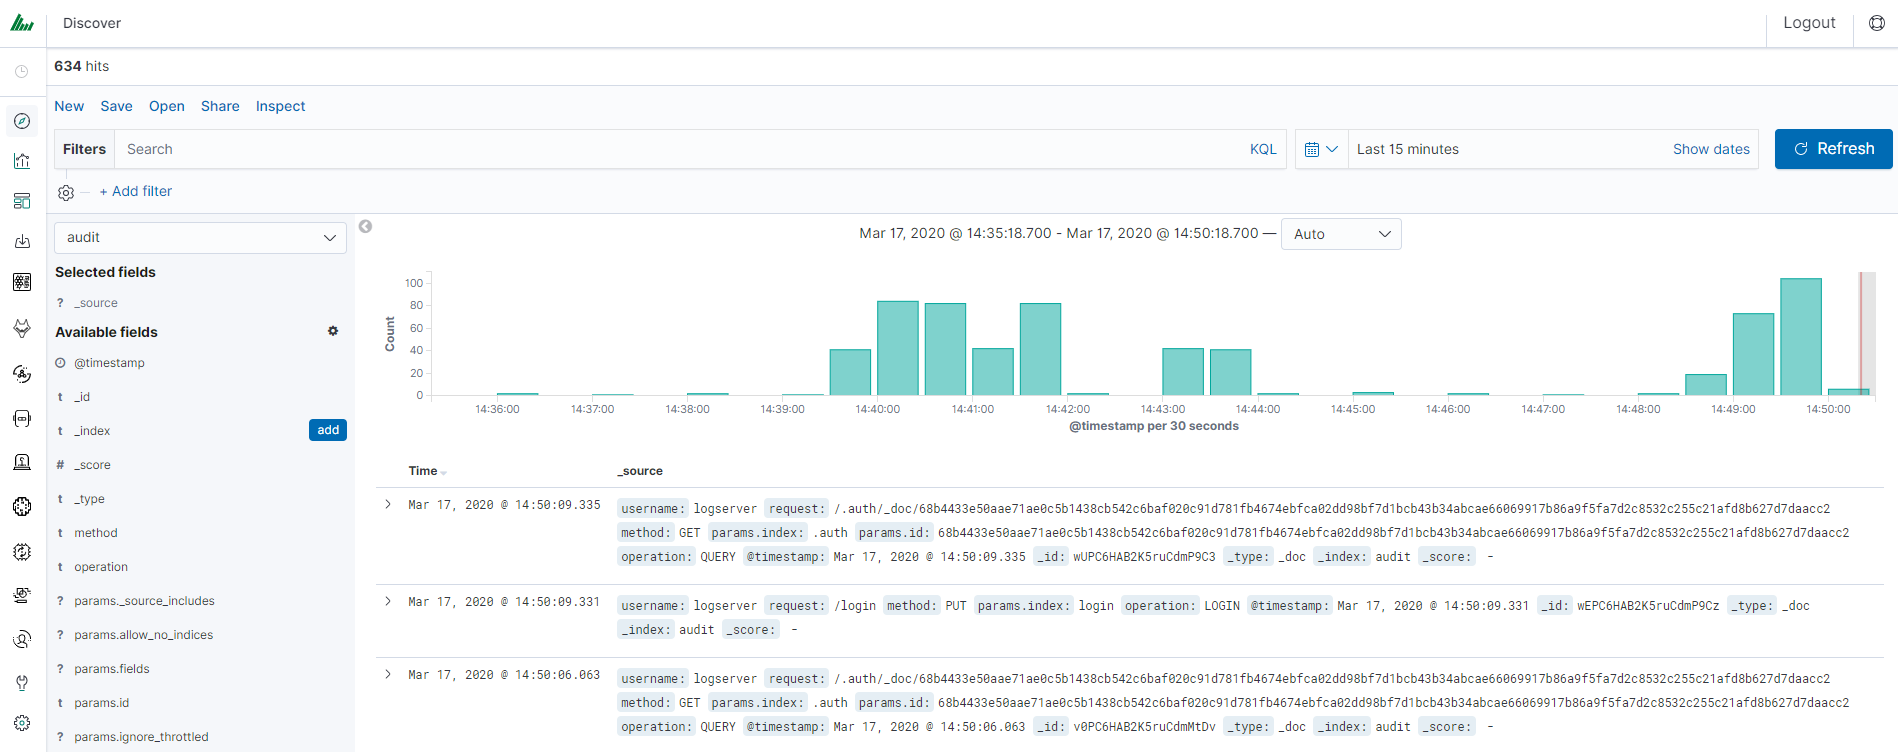 Discover
Logout
634 hits
New Save Open Share Inspect
Filters Search KQL Last 15 minutes Show dates Refresh
+ Add filter
audit
Selected fields
? _source
Available fields
@timestamp
t _id
t _index add
# _score
t _type
t method
t operation
? params._source_includes
? params.allow_no_indices
? params.fields
t params.id
? params.ignore_throttled
Mar 17, 2020 @ 14:35:18.700 - Mar 17, 2020 @ 14:50:18.700 — Auto
Count
100
80
60
40
20
0
14:36:00 14:37:00 14:38:00 14:39:00 14:40:00 14:41:00 14:42:00 14:43:00 14:44:00 14:45:00 14:46:00 14:47:00 14:48:00 14:49:00 14:50:00
@timestamp per 30 seconds
Time _source
Mar 17, 2020 @ 14:50:09.335 username: logserver request: /.auth/_doc/68b4433e50aae71ae0c5b1438cb542c6baf020c91d781fb4674ebfca02dd98bf7d1bcb43b34abcae66069917b86a9f5fa7d2c8532c255c21afd8b627d7daacc2
method: GET params.index: .auth params.id: 68b4433e50aae71ae0c5b1438cb542c6baf020c91d781fb4674ebfca02dd98bf7d1bcb43b34abcae66069917b86a9f5fa7d2c8532c255c21afd8b627d7daacc2
operation: QUERY @timestamp: Mar 17, 2020 @ 14:50:09.335 _id: wUPC6HAB2K5ruCdmP9C3 _type: _doc _index: audit _score: -
Mar 17, 2020 @ 14:50:09.331 username: logserver request: /login method: PUT params.index: login operation: LOGIN @timestamp: Mar 17, 2020 @ 14:50:09.331 _id: wEPC6HAB2K5ruCdmP9Cz _type: _doc
_index: audit _score: -
Mar 17, 2020 @ 14:50:06.063 username: logserver request: /.auth/_doc/68b4433e50aae71ae0c5b1438cb542c6baf020c91d781fb4674ebfca02dd98bf7d1bcb43b34abcae66069917b86a9f5fa7d2c8532c255c21afd8b627d7daacc2
method: GET params.index: .auth params.id: 68b4433e50aae71ae0c5b1438cb542c6baf020c91d781fb4674ebfca02dd98bf7d1bcb43b34abcae66069917b86a9f5fa7d2c8532c255c21afd8b627d7daacc2
operation: QUERY @timestamp: Mar 17, 2020 @ 14:50:06.063 _id: v0PC6HAB2K5ruCdmMtDv _type: _doc _index: audit _score: -